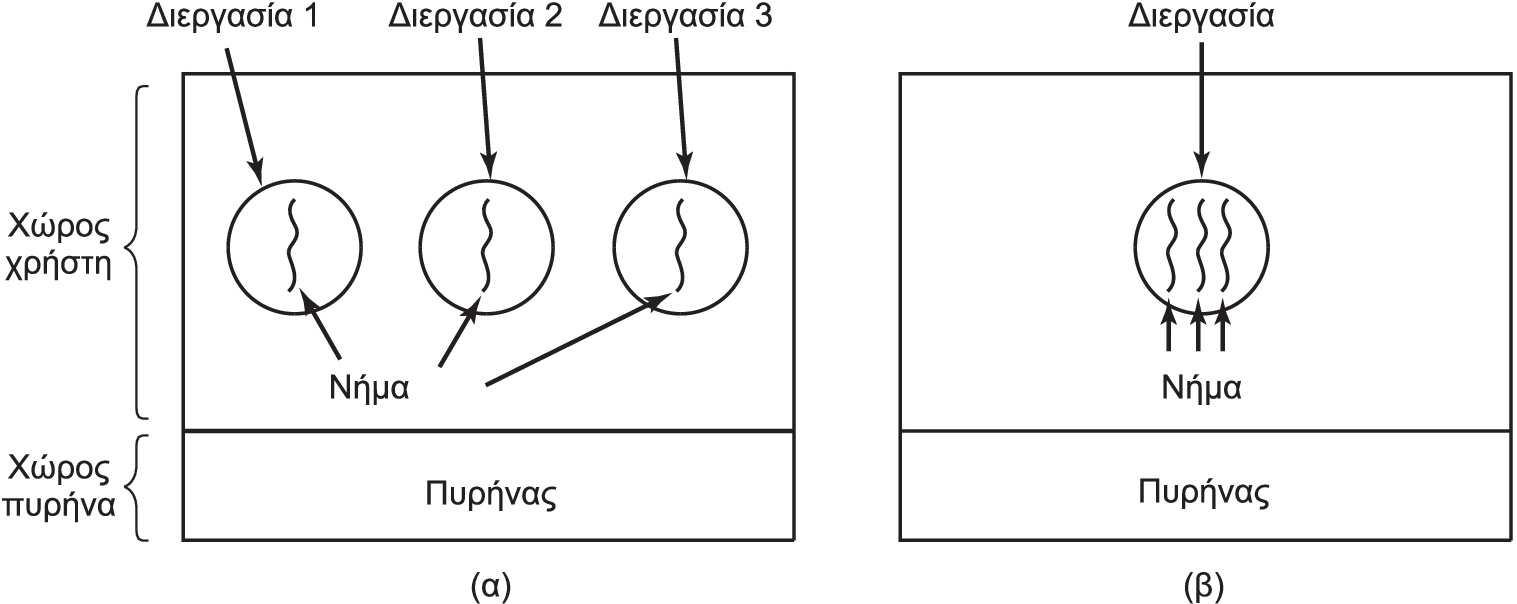 Διεργασία 1
Διεργασία 2
Διεργασία 3
Διεργασία
Χώρος
χρήστη
Νήμα
Νήμα
Χώρος
πυρήνα
Πυρήνας
Πυρήνας
(α)
(β)